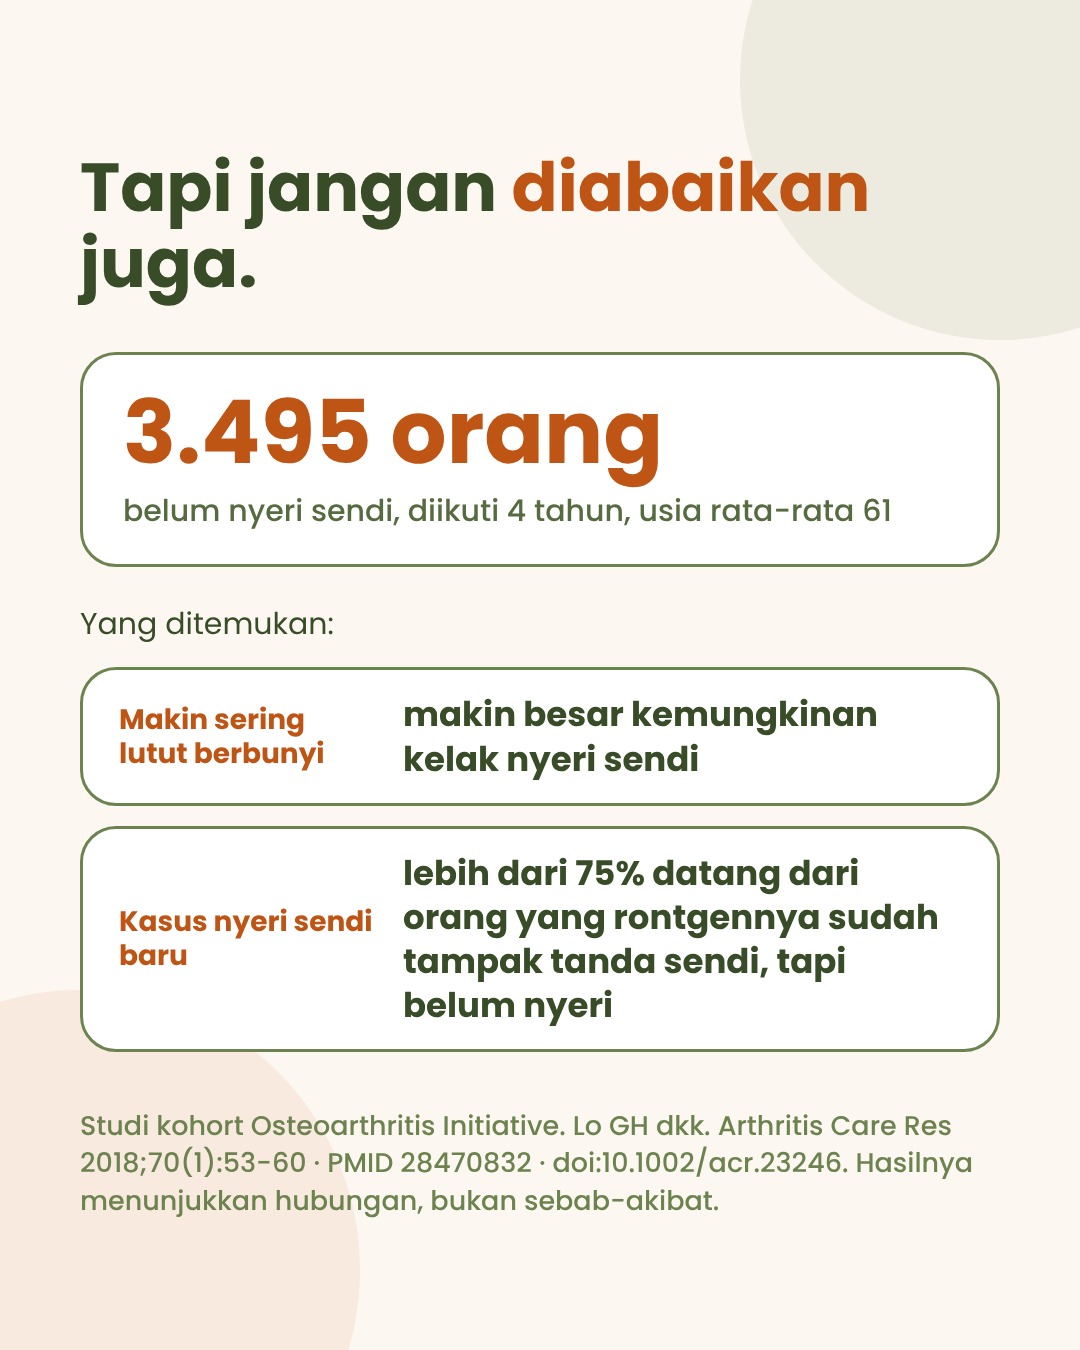 Tapi jangan diabaikan
juga.
3.495 orang
belum nyeri sendi, diikuti 4 tahun, usia rata-rata 61
Yang ditemukan:
Makin sering
lutut berbunyi
makin besar kemungkinan
kelak nyeri sendi
Kasus nyeri sendi
baru
lebih dari 75% datang dari
orang yang rontgennya sudah
tampak tanda sendi, tapi
belum nyeri
Studi kohort Osteoarthritis Initiative. Lo GH dkk. Arthritis Care Res
2018;70(1):53-60 · PMID 28470832 · doi:10.1002/acr.23246. Hasilnya
menunjukkan hubungan, bukan sebab-akibat.